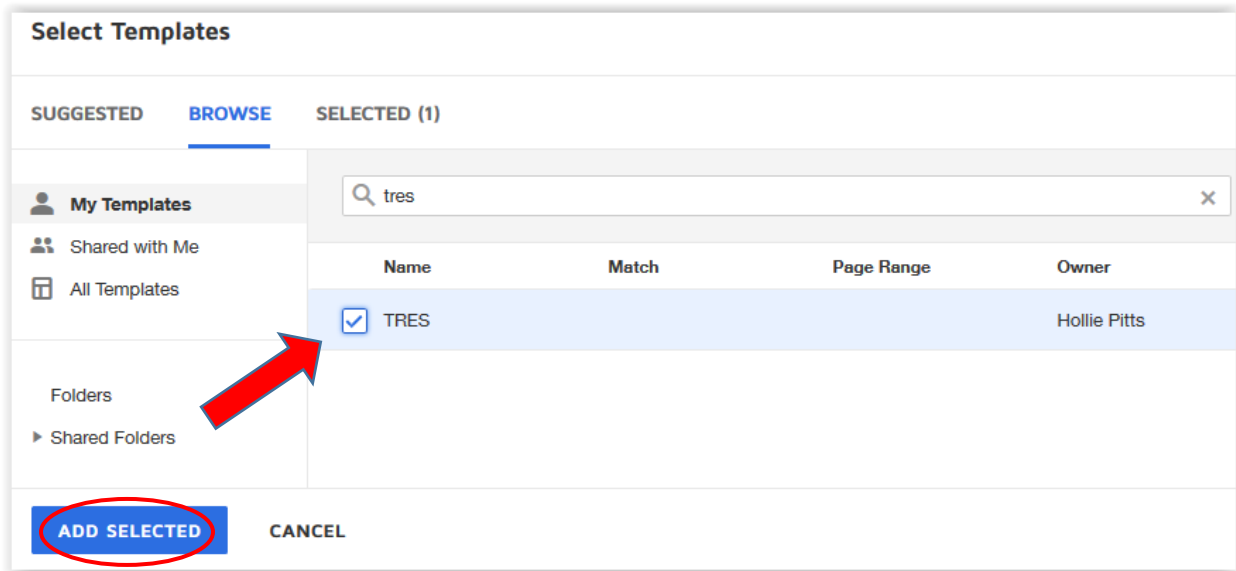 Select Templates
SUGGESTED BROWSE SELECTED (1)
My Templates
Shared with Me
All Templates
Folders
Shared Folders
tres
Name Match Page Range Owner
TRES Hollie Pitts
ADD SELECTED CANCEL